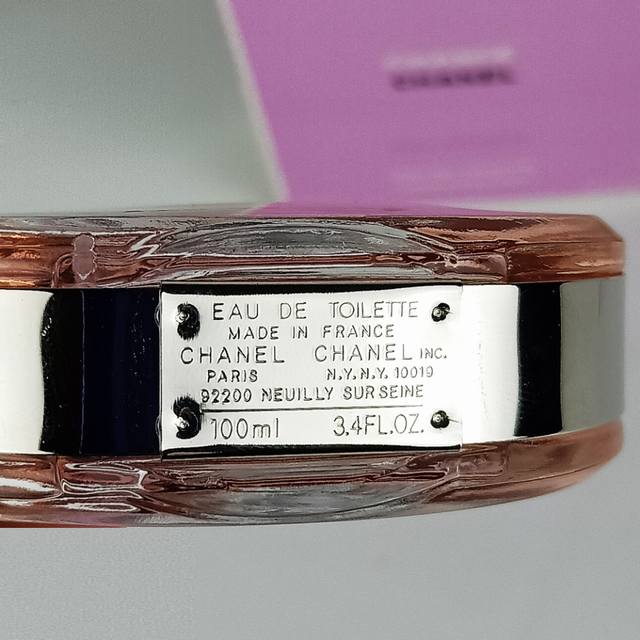 CHANEL
EAU DE TOILETTE
MADE IN FRANCE
CHANEL CHANEL INC.
PARIS N.Y.N.Y. 10019
92200 NEUILLY SUR SEINE
100ml 3.4FL.OZ.